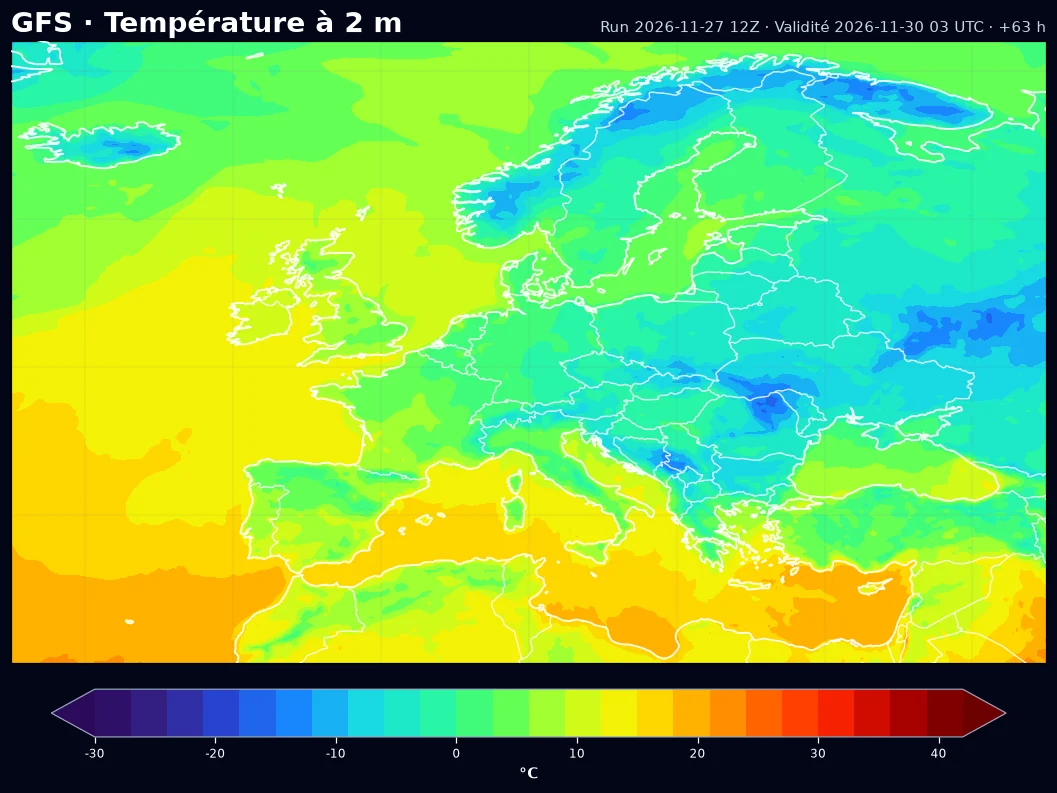 GFS · Température à 2 m
Run 2026-11-27 12Z · Validité 2026-11-30 03 UTC · +63 h
-30 -20 -10 0 10 20 30 40
°C